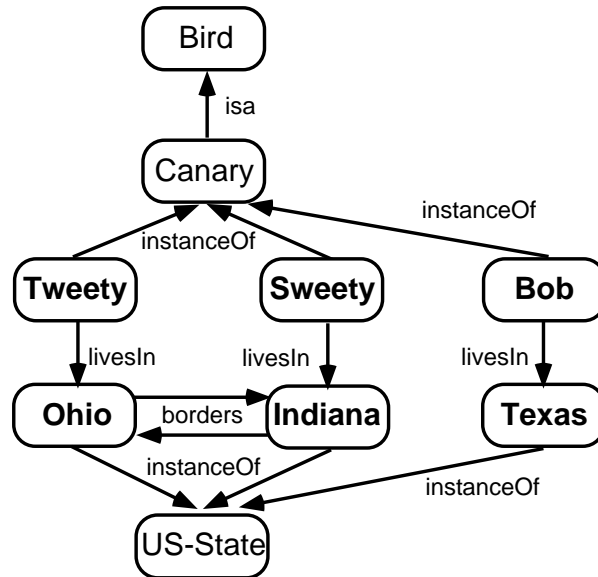 Bird
isa
Canary
instanceOf
instanceOf
Tweety
Sweety
Bob
livesIn
livesIn
livesIn
Ohio
borders
Indiana
Texas
instanceOf
instanceOf
US-State